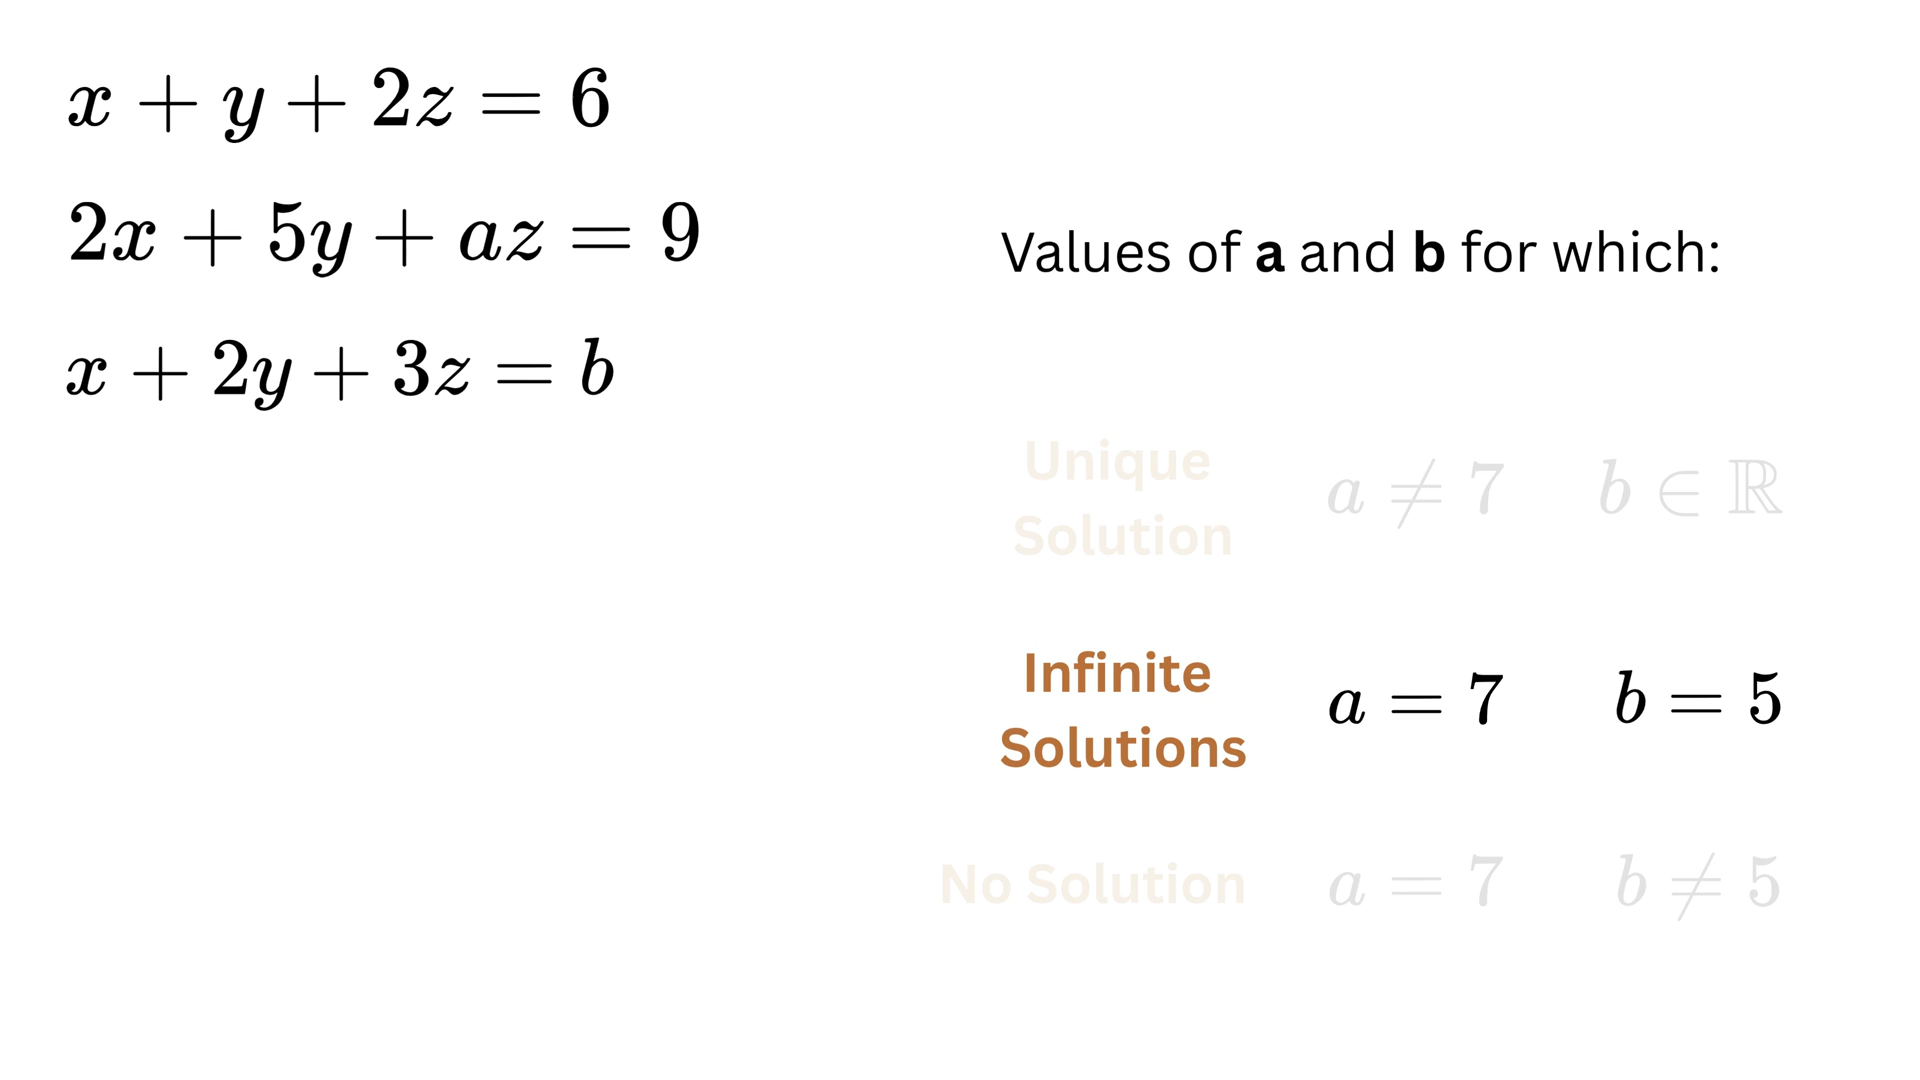 x + y + 2z = 6
2x + 5y + az = 9
x + 2y + 3z = b
Values of a and b for which:
Unique
Solution
a ≠ 7 b ∈ ℝ
Infinite
Solutions
a = 7 b = 5
No Solution a = 7 b ≠ 5